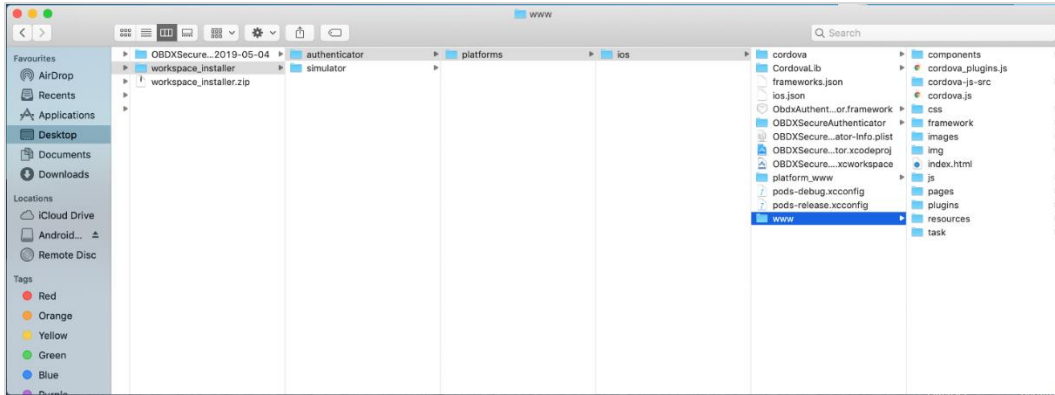 www
Search
Favourites
AirDrop
Recents
Applications
Desktop
Documents
Downloads
Locations
iCloud Drive
Android...
Remote Disc
Tags
Red
Orange
Yellow
Green
Blue
Purple
OBDXSecure...2019-05-04
workspace_installer
workspace_installer.zip
authenticator
simulator
platforms
ios
cordova
CordovaLib
frameworks.json
ios.json
ObdxAuthent...or.framework
OBDXSecureAuthenticator
OBDXSecure...ator-Info.plist
OBDXSecure...tor.xcodeproj
OBDXSecure....xcworkspace
platform_www
pods-debug.xcconfig
pods-release.xcconfig
www
components
cordova_plugins.js
cordova-js-src
cordova.js
css
framework
images
img
index.html
js
pages
plugins
resources
task